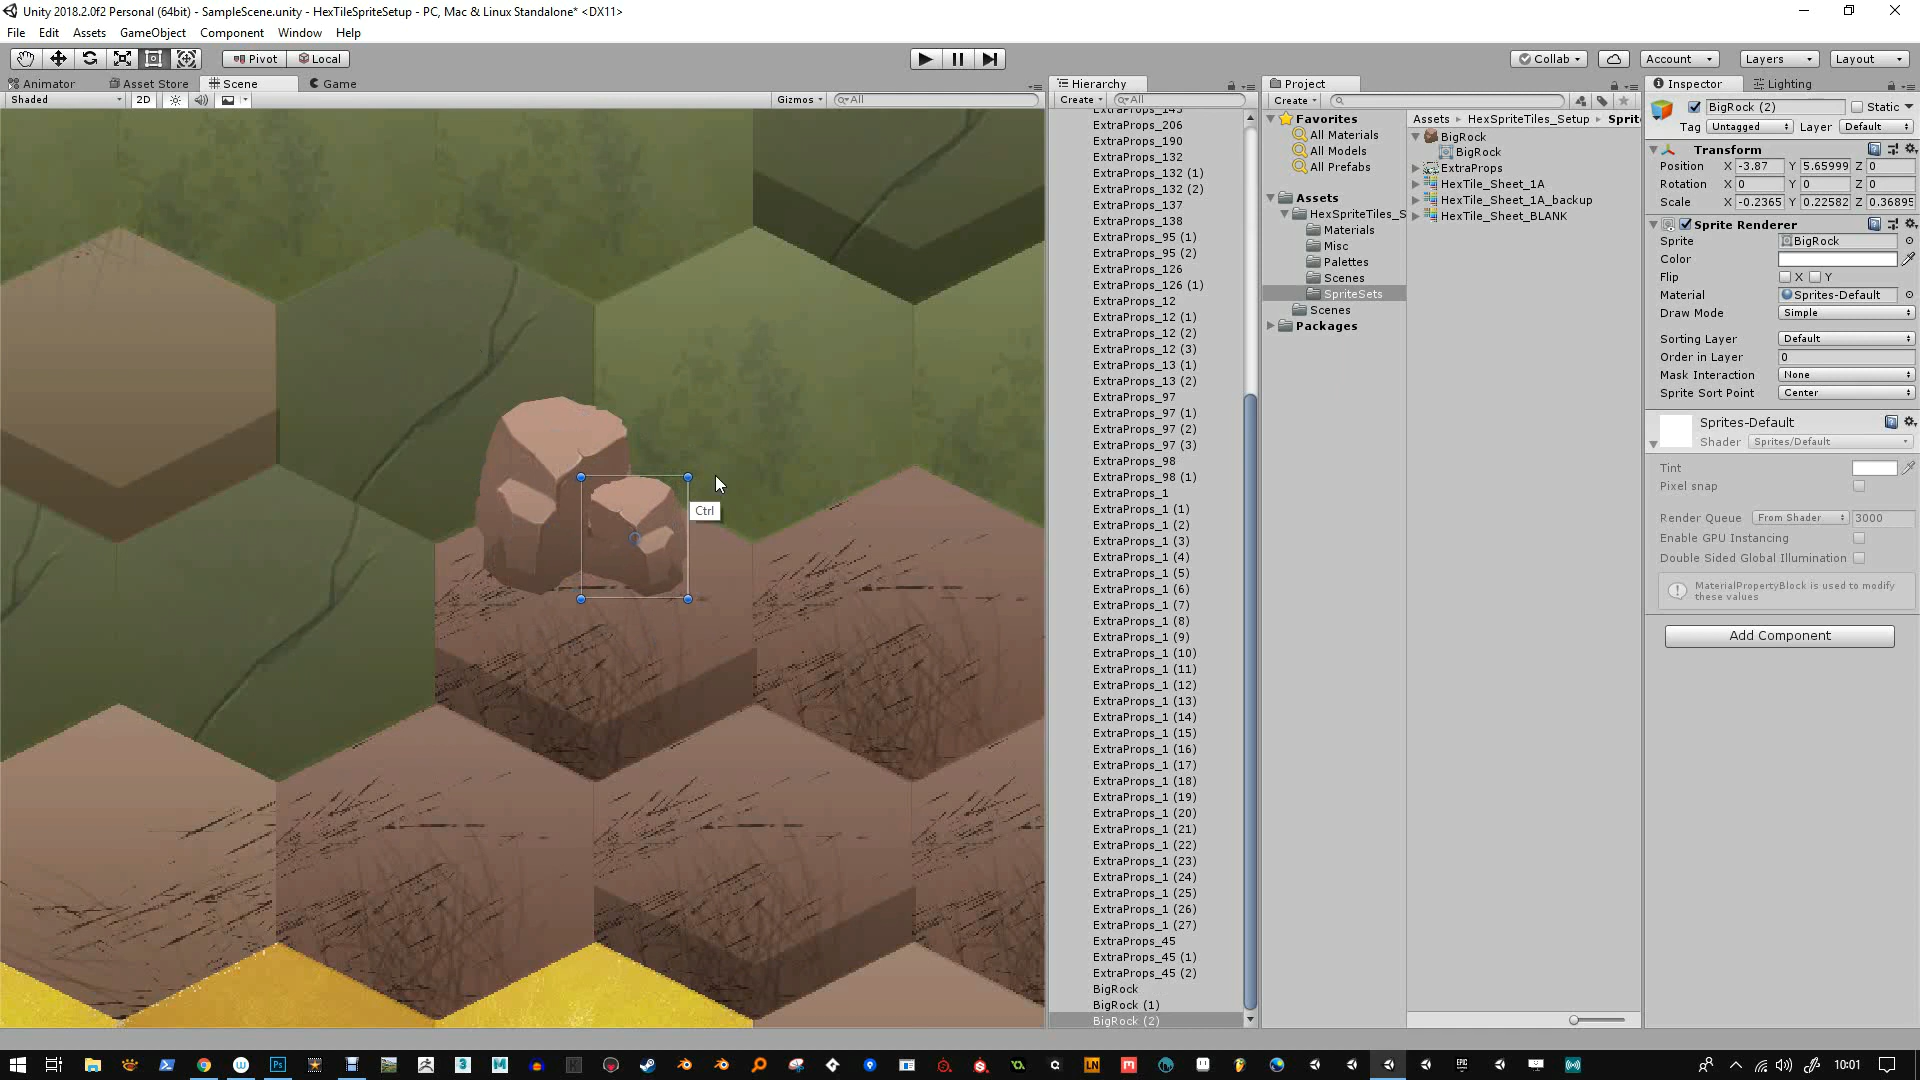 Unity 2018.2.0f2 Personal (64bit) - SampleScene.unity - HexTileSpriteSetup - PC, Mac & Linux Standalone* <DX11>
File Edit Assets GameObject Component Window Help
Pivot Local Collab Account Layers Layout
Animator Asset Store Scene Game
Shaded 2D Gizmos All
Ctrl
Hierarchy
Create All
ExtraProps_143
ExtraProps_206
ExtraProps_190
ExtraProps_132
ExtraProps_132 (1)
ExtraProps_132 (2)
ExtraProps_137
ExtraProps_138
ExtraProps_95 (1)
ExtraProps_95 (2)
ExtraProps_126
ExtraProps_126 (1)
ExtraProps_12
ExtraProps_12 (1)
ExtraProps_12 (2)
ExtraProps_12 (3)
ExtraProps_13 (1)
ExtraProps_13 (2)
ExtraProps_97
ExtraProps_97 (1)
ExtraProps_97 (2)
ExtraProps_97 (3)
ExtraProps_98
ExtraProps_98 (1)
ExtraProps_1
ExtraProps_1 (1)
ExtraProps_1 (2)
ExtraProps_1 (3)
ExtraProps_1 (4)
ExtraProps_1 (5)
ExtraProps_1 (6)
ExtraProps_1 (7)
ExtraProps_1 (8)
ExtraProps_1 (9)
ExtraProps_1 (10)
ExtraProps_1 (11)
ExtraProps_1 (12)
ExtraProps_1 (13)
ExtraProps_1 (14)
ExtraProps_1 (15)
ExtraProps_1 (16)
ExtraProps_1 (17)
ExtraProps_1 (18)
ExtraProps_1 (19)
ExtraProps_1 (20)
ExtraProps_1 (21)
ExtraProps_1 (22)
ExtraProps_1 (23)
ExtraProps_1 (24)
ExtraProps_1 (25)
ExtraProps_1 (26)
ExtraProps_1 (27)
ExtraProps_45
ExtraProps_45 (1)
ExtraProps_45 (2)
BigRock
BigRock (1)
BigRock (2)
Project
Create
Favorites
All Materials
All Models
All Prefabs
Assets
HexSpriteTiles_S
Materials
Misc
Palettes
Scenes
SpriteSets
Scenes
Packages
Assets HexSpriteTiles_Setup Sprit
BigRock
BigRock
ExtraProps
HexTile_Sheet_1A
HexTile_Sheet_1A_backup
HexTile_Sheet_BLANK
Inspector Lighting
BigRock (2) Static
Tag Untagged Layer Default
Transform
Position X -3.87 Y 5.65999 Z 0
Rotation X 0 Y 0 Z 0
Scale X -0.2365 Y 0.22582 Z 0.36895
Sprite Renderer
Sprite BigRock
Color
Flip X Y
Material Sprites-Default
Draw Mode Simple
Sorting Layer Default
Order in Layer 0
Mask Interaction None
Sprite Sort Point Center
Sprites-Default
Shader Sprites/Default
Tint
Pixel snap
Render Queue From Shader 3000
Enable GPU Instancing
Double Sided Global Illumination
MaterialPropertyBlock is used to modify
these values
Add Component
10:01